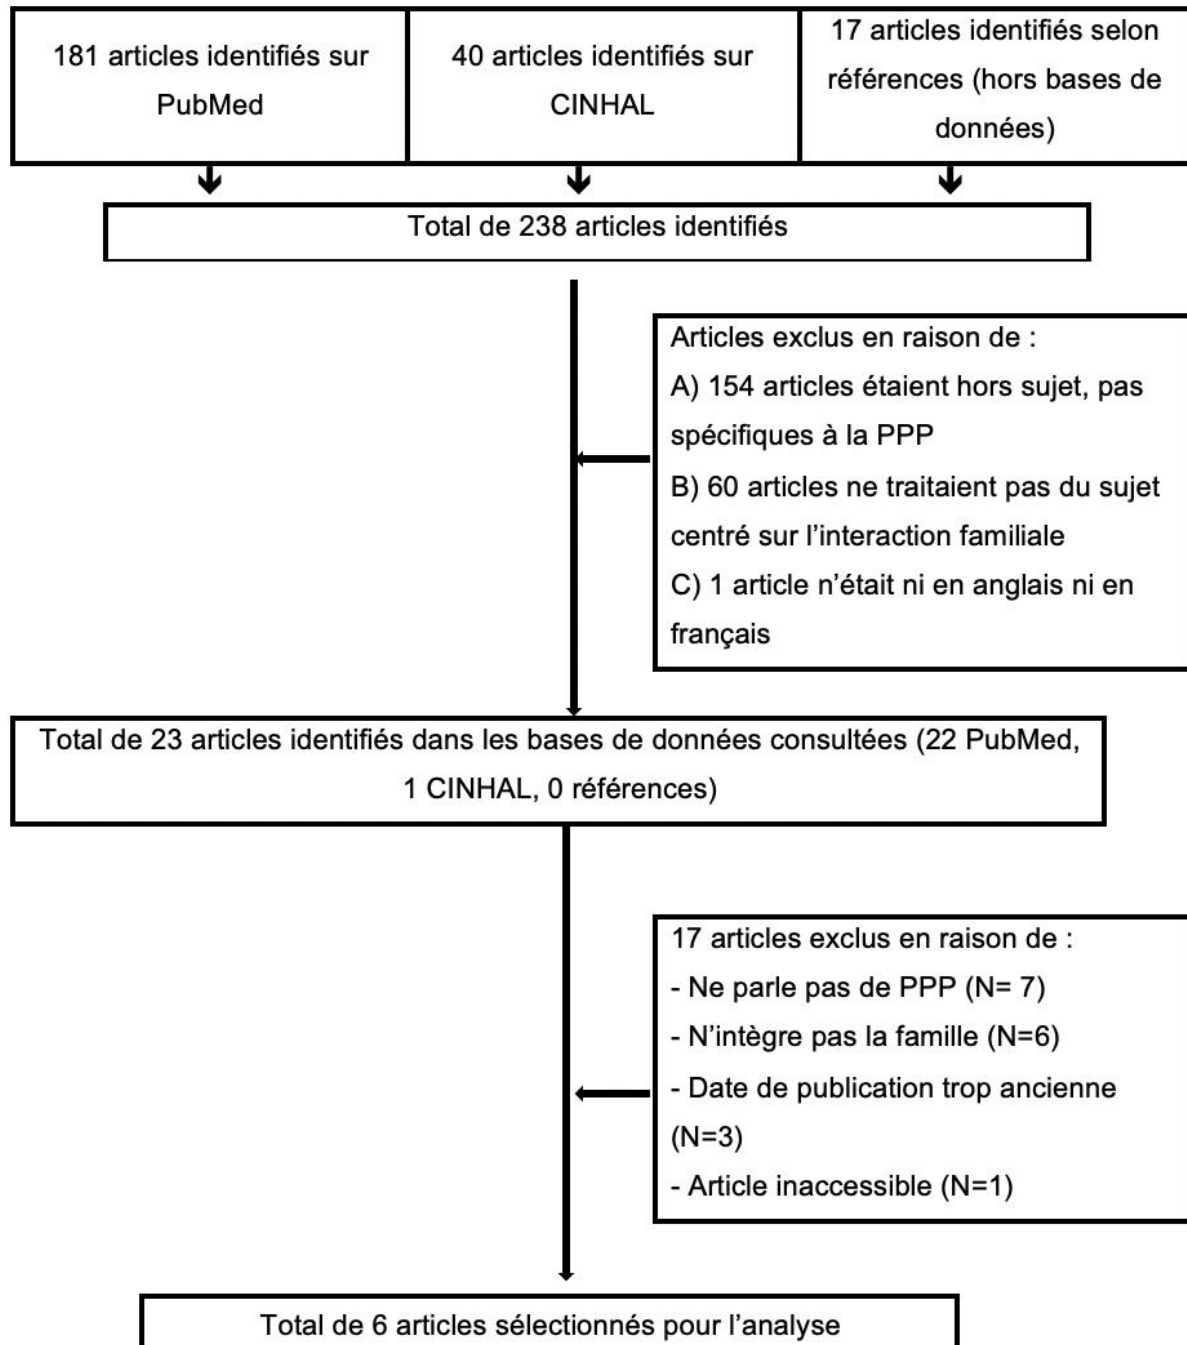 181 articles identifiés sur
PubMed
40 articles identifiés sur
CINHAL
17 articles identifiés selon
références (hors bases de
données)
Total de 238 articles identifiés
Articles exclus en raison de :
A) 154 articles étaient hors sujet, pas
spécifiques à la PPP
B) 60 articles ne traitaient pas du sujet
centré sur l’interaction familiale
C) 1 article n’était ni en anglais ni en
français
Total de 23 articles identifiés dans les bases de données consultées (22 PubMed,
1 CINHAL, 0 références)
17 articles exclus en raison de :
- Ne parle pas de PPP (N= 7)
- N’intègre pas la famille (N=6)
- Date de publication trop ancienne
(N=3)
- Article inaccessible (N=1)
Total de 6 articles sélectionnés pour l’analyse